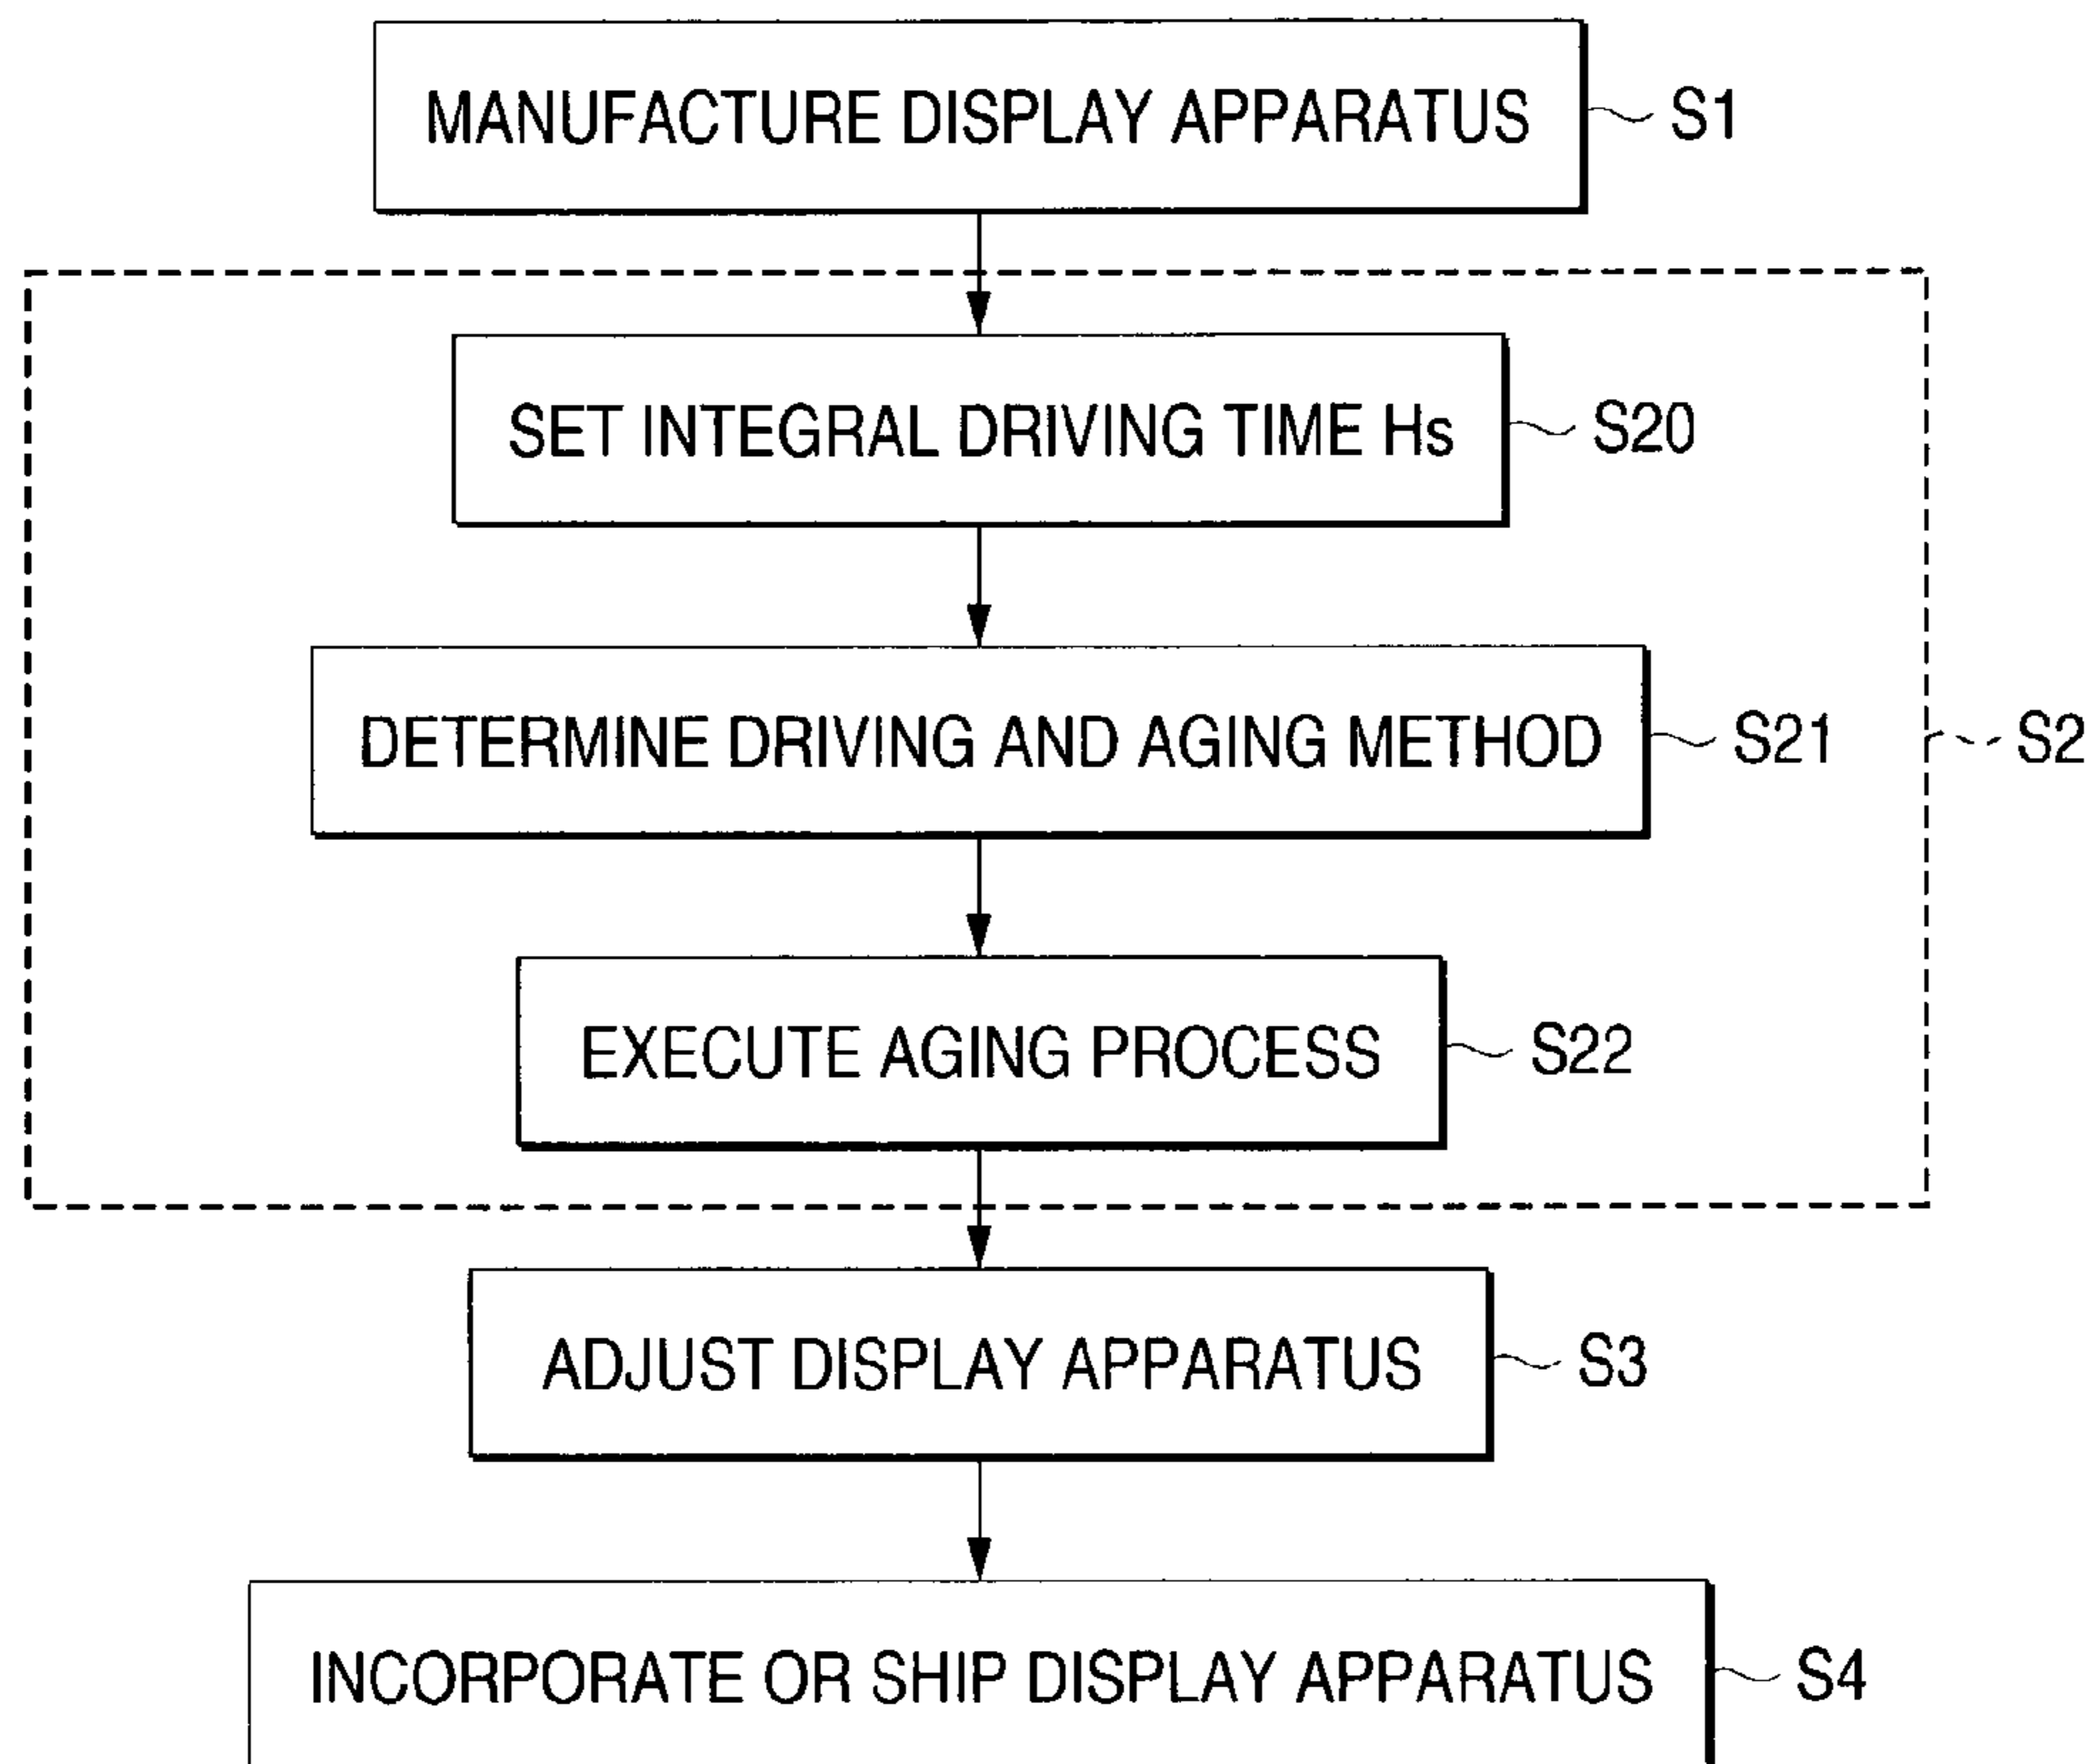 MANUFACTURE DISPLAY APPARATUS S1
SET INTEGRAL DRIVING TIME Hs S20
DETERMINE DRIVING AND AGING METHOD S21
S2
EXECUTE AGING PROCESS S22
ADJUST DISPLAY APPARATUS S3
INCORPORATE OR SHIP DISPLAY APPARATUS S4